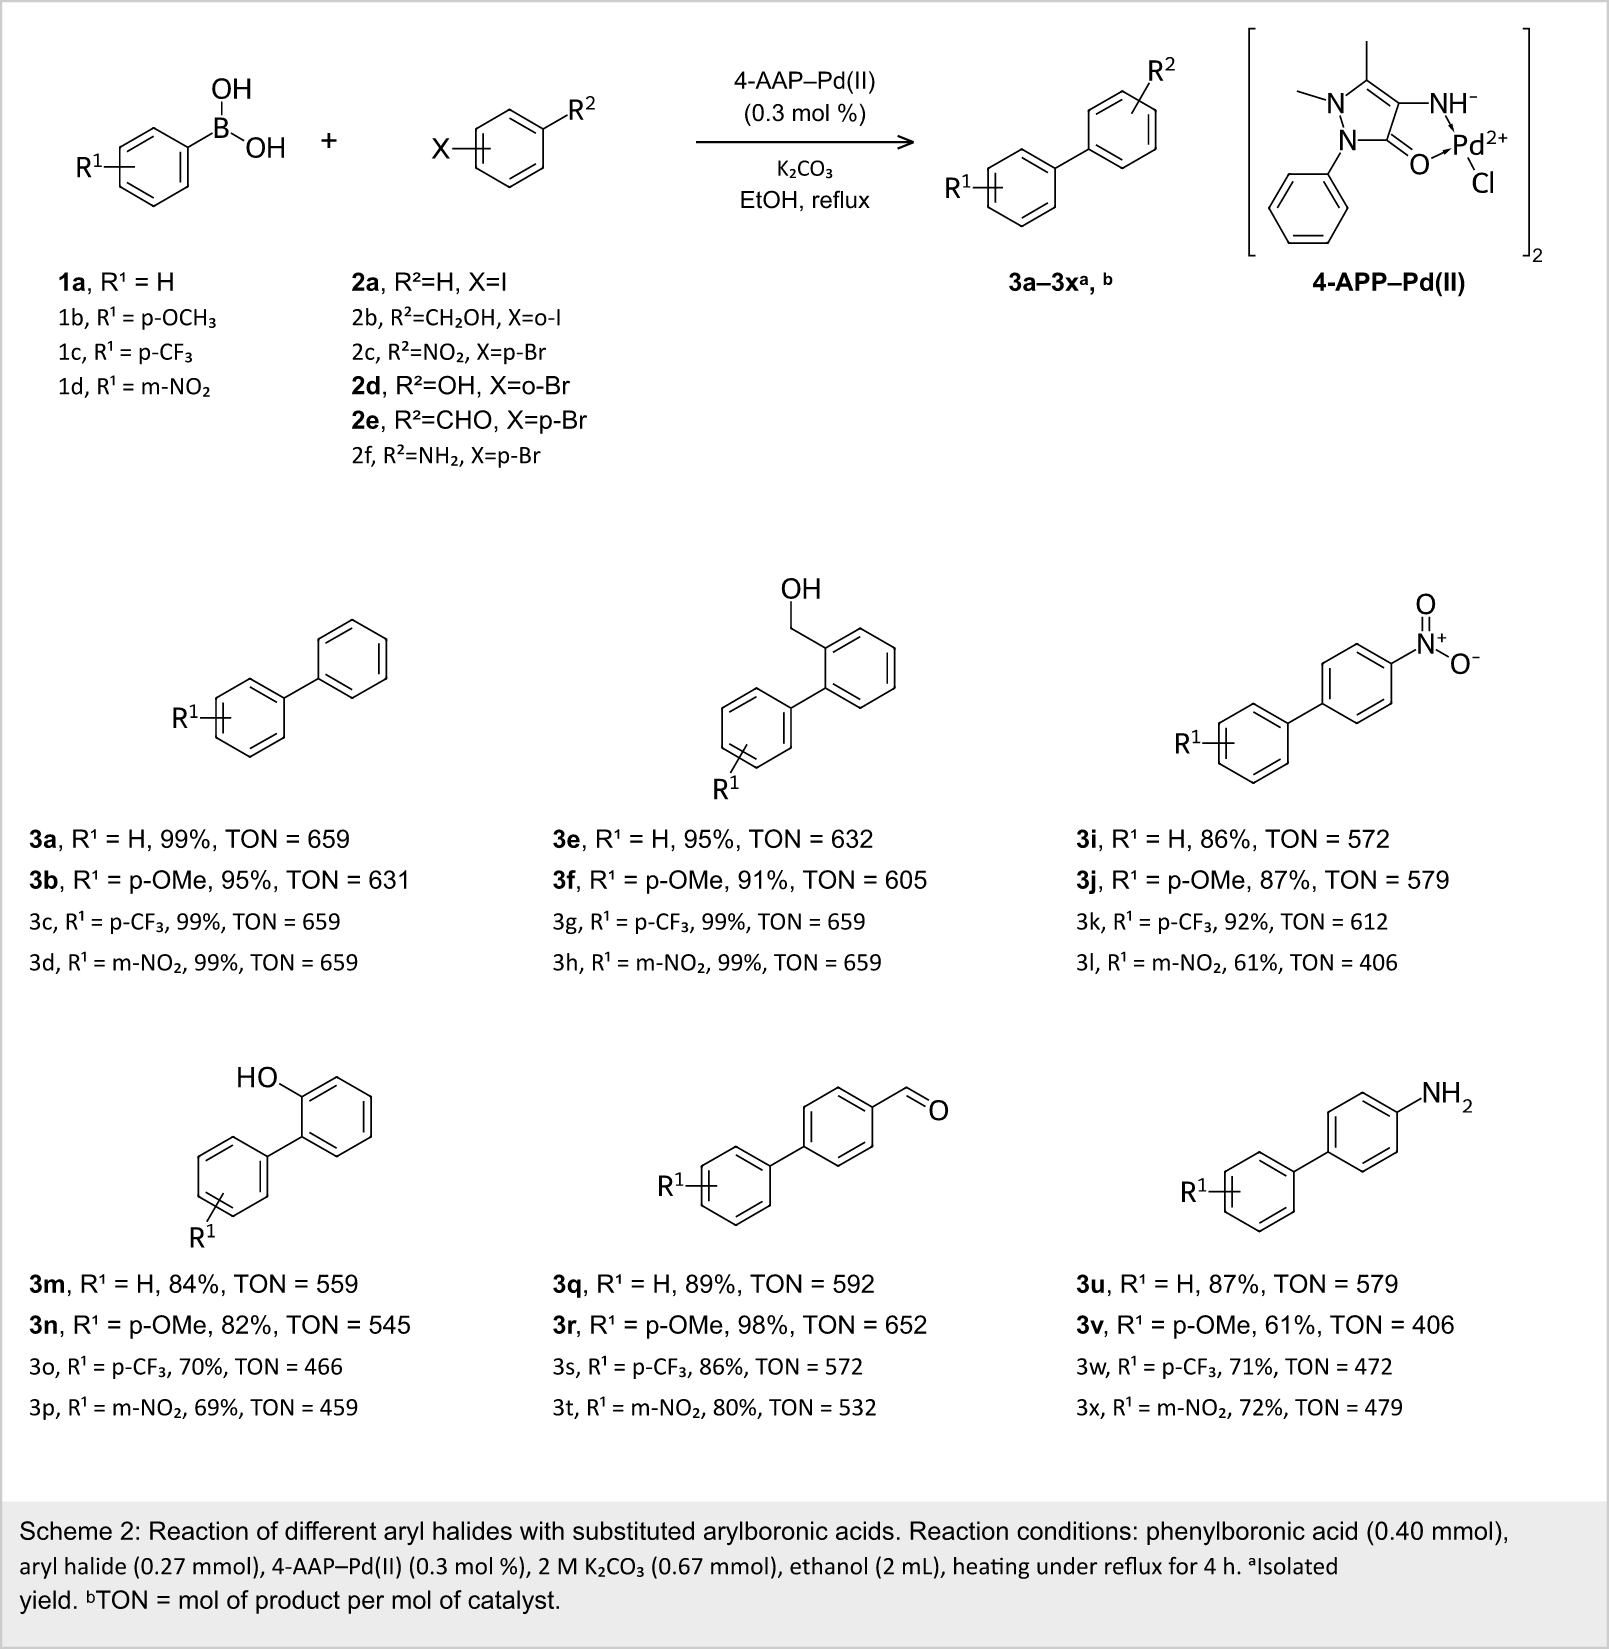 OH
B
OH
R¹
+
X
R²
4-AAP–Pd(II)
(0.3 mol %)
K₂CO₃
EtOH, reflux
R²
R¹
N
N
NH⁻
O
Pd²⁺
Cl
2
1a, R¹ = H
1b, R¹ = p-OCH₃
1c, R¹ = p-CF₃
1d, R¹ = m-NO₂
2a, R²=H, X=I
2b, R²=CH₂OH, X=o-I
2c, R²=NO₂, X=p-Br
2d, R²=OH, X=o-Br
2e, R²=CHO, X=p-Br
2f, R²=NH₂, X=p-Br
3a–3xᵃ, ᵇ
4-APP–Pd(II)
R¹
OH
R¹
O
N⁺
O⁻
R¹
3a, R¹ = H, 99%, TON = 659
3b, R¹ = p-OMe, 95%, TON = 631
3c, R¹ = p-CF₃, 99%, TON = 659
3d, R¹ = m-NO₂, 99%, TON = 659
3e, R¹ = H, 95%, TON = 632
3f, R¹ = p-OMe, 91%, TON = 605
3g, R¹ = p-CF₃, 99%, TON = 659
3h, R¹ = m-NO₂, 99%, TON = 659
3i, R¹ = H, 86%, TON = 572
3j, R¹ = p-OMe, 87%, TON = 579
3k, R¹ = p-CF₃, 92%, TON = 612
3l, R¹ = m-NO₂, 61%, TON = 406
HO
R¹
O
R¹
NH₂
R¹
3m, R¹ = H, 84%, TON = 559
3n, R¹ = p-OMe, 82%, TON = 545
3o, R¹ = p-CF₃, 70%, TON = 466
3p, R¹ = m-NO₂, 69%, TON = 459
3q, R¹ = H, 89%, TON = 592
3r, R¹ = p-OMe, 98%, TON = 652
3s, R¹ = p-CF₃, 86%, TON = 572
3t, R¹ = m-NO₂, 80%, TON = 532
3u, R¹ = H, 87%, TON = 579
3v, R¹ = p-OMe, 61%, TON = 406
3w, R¹ = p-CF₃, 71%, TON = 472
3x, R¹ = m-NO₂, 72%, TON = 479
Scheme 2: Reaction of different aryl halides with substituted arylboronic acids. Reaction conditions: phenylboronic acid (0.40 mmol),
aryl halide (0.27 mmol), 4-AAP–Pd(II) (0.3 mol %), 2 M K₂CO₃ (0.67 mmol), ethanol (2 mL), heating under reflux for 4 h. ᵃIsolated
yield. ᵇTON = mol of product per mol of catalyst.